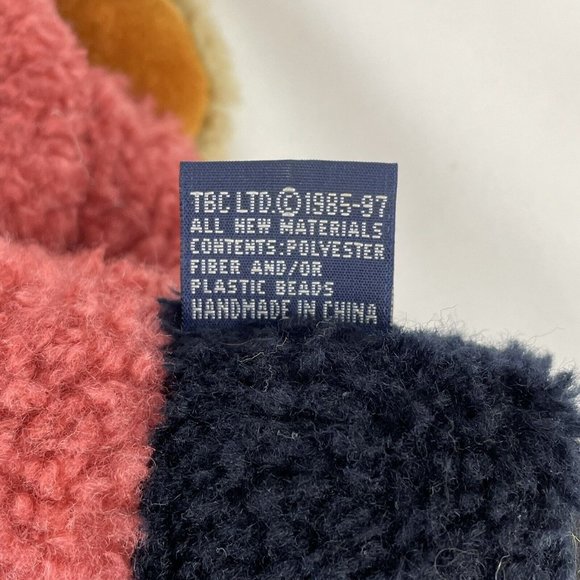 TBC LTD.©1985-97
ALL NEW MATERIALS
CONTENTS:POLYESTER
FIBER AND/OR
PLASTIC BEADS
HANDMADE IN CHINA